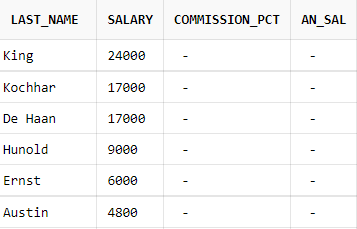 LAST_NAME SALARY COMMISSION_PCT AN_SAL
King 24000 - -
Kochhar 17000 - -
De Haan 17000 - -
Hunold 9000 - -
Ernst 6000 - -
Austin 4800 - -